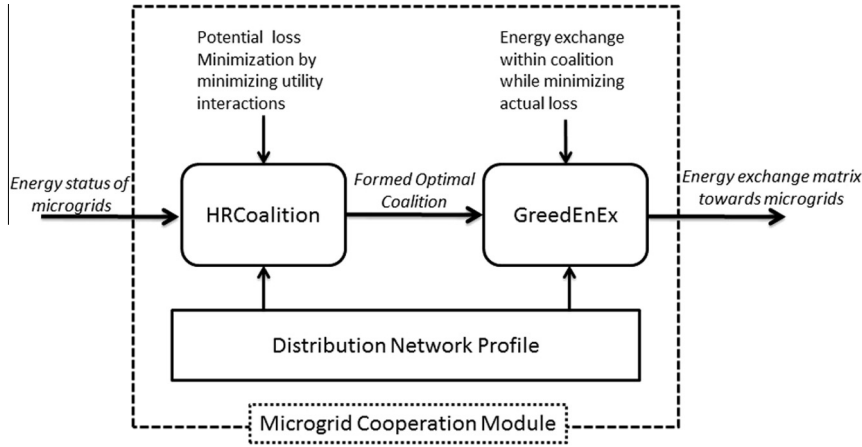 Potential loss
Minimization by
minimizing utility
interactions
Energy exchange
within coalition
while minimizing
actual loss
Energy status of
microgrids
HRCoalition
Formed Optimal
Coalition
GreedEnEx
Energy exchange matrix
towards microgrids
Distribution Network Profile
Microgrid Cooperation Module